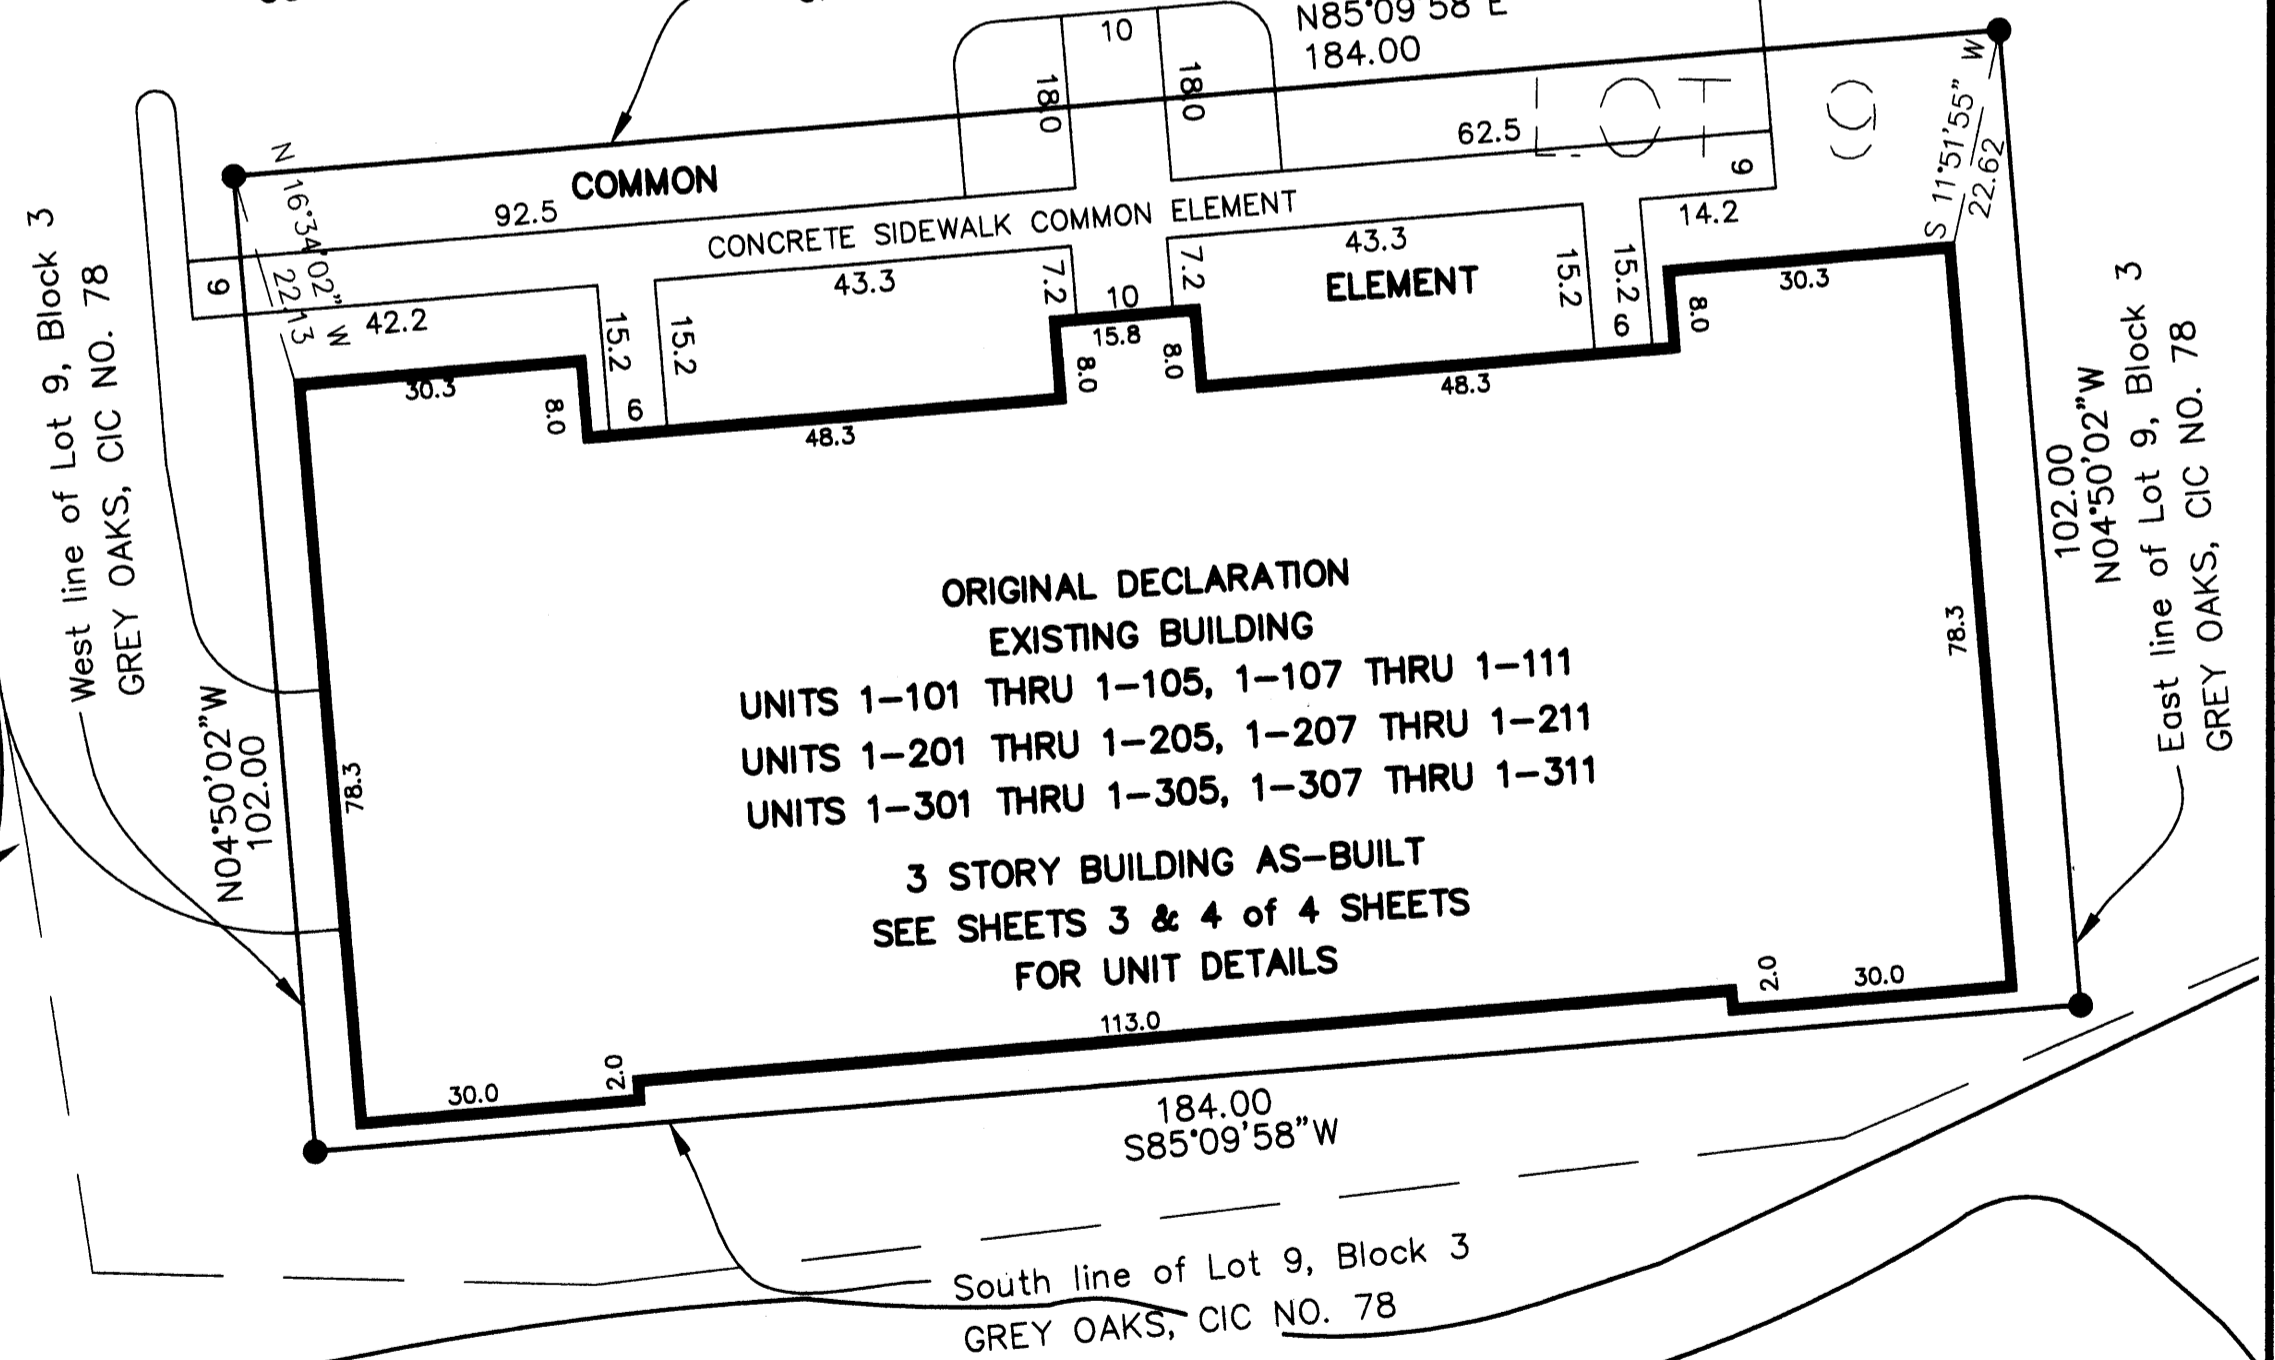 N85°09'58"E
184.00
10
18.0
18.0
62.5
LOT 9
6
S 11°51'55" W
22.62
N 16°34'02" W
22.13
COMMON
92.5
CONCRETE SIDEWALK COMMON ELEMENT
14.2
43.3
7.2
7.2
43.3
ELEMENT
15.2
15.2
6
8.0
30.3
6
42.2
15.2
15.2
6
10
15.8
8.0
8.0
30.3
8.0
48.3
48.3
West line of Lot 9, Block 3
GREY OAKS, CIC NO. 78
N04°50'02"W
102.00
78.3
ORIGINAL DECLARATION
EXISTING BUILDING
UNITS 1-101 THRU 1-105, 1-107 THRU 1-111
UNITS 1-201 THRU 1-205, 1-207 THRU 1-211
UNITS 1-301 THRU 1-305, 1-307 THRU 1-311
3 STORY BUILDING AS-BUILT
SEE SHEETS 3 & 4 of 4 SHEETS
FOR UNIT DETAILS
78.3
102.00
N04°50'02"W
East line of Lot 9, Block 3
GREY OAKS, CIC NO. 78
30.0
2.0
113.0
2.0
30.0
184.00
S85°09'58"W
South line of Lot 9, Block 3
GREY OAKS, CIC NO. 78